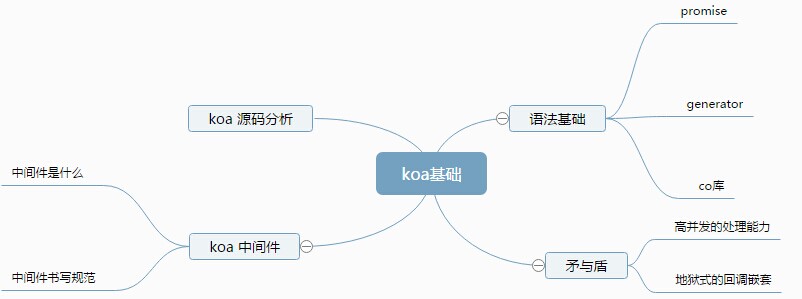 koa基础
语法基础
promise
generator
co库
矛与盾
高并发的处理能力
地狱式的回调嵌套
koa 源码分析
koa 中间件
中间件是什么
中间件书写规范